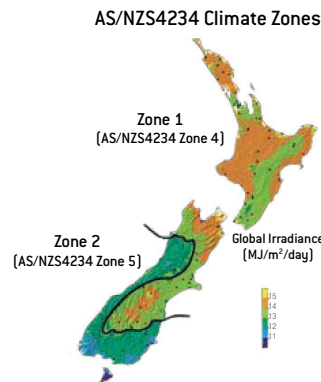 AS/NZS4234 Climate Zones
Zone 1
(AS/NZS4234 Zone 4)
Zone 2
(AS/NZS4234 Zone 5)
Global Irradiance
(MJ/m²/day)
15
14
13
12
11